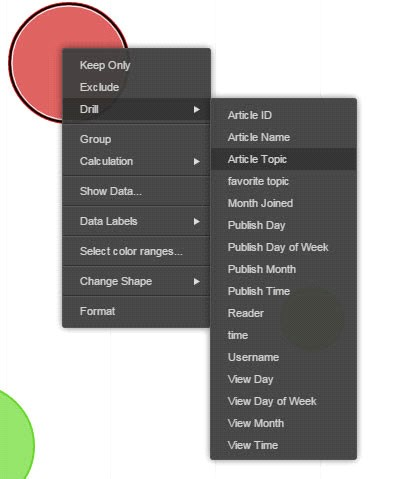 Keep Only
Exclude
Drill
Group
Calculation
Show Data...
Data Labels
Select color ranges...
Change Shape
Format
Article ID
Article Name
Article Topic
favorite topic
Month Joined
Publish Day
Publish Day of Week
Publish Month
Publish Time
Reader
time
Username
View Day
View Day of Week
View Month
View Time